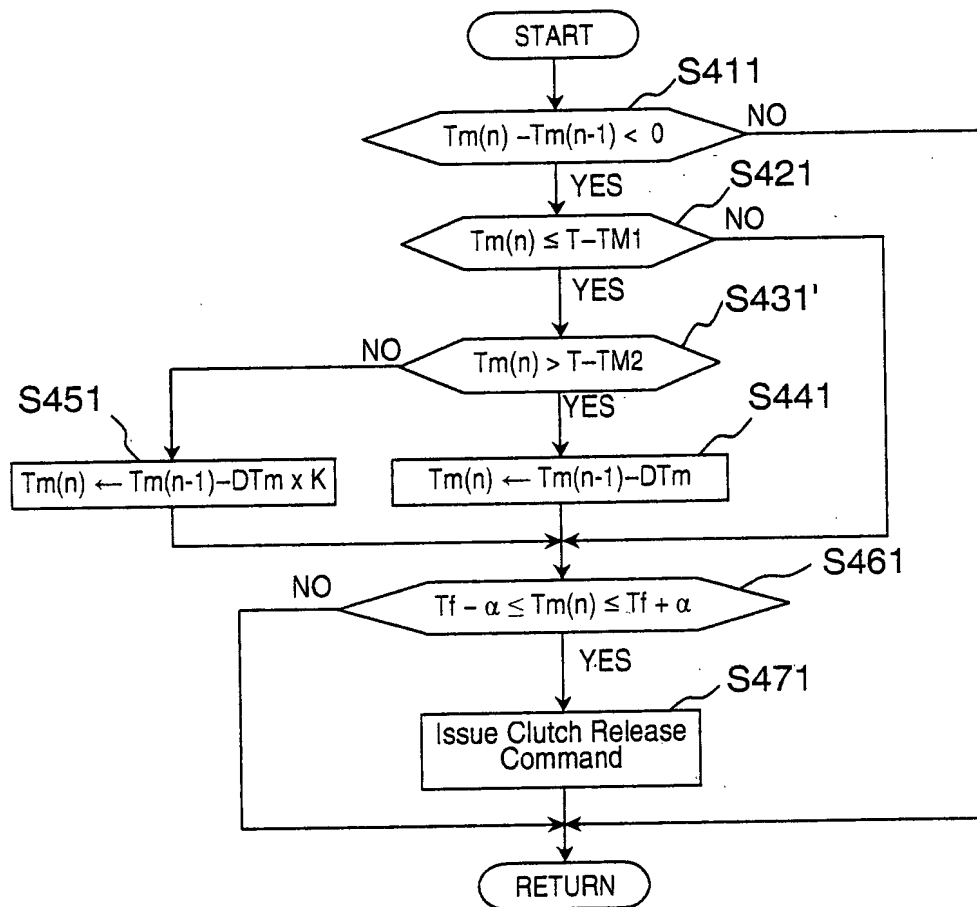 START
S411
Tm(n) –Tm(n-1) < 0
NO
YES
S421
Tm(n) ≤ T–TM1
NO
YES
S431'
Tm(n) > T–TM2
NO
YES
S451
S441
Tm(n) ← Tm(n-1)–DTm x K
Tm(n) ← Tm(n-1)–DTm
S461
NO
Tf – α ≤ Tm(n) ≤ Tf + α
YES
S471
Issue Clutch Release
Command
RETURN